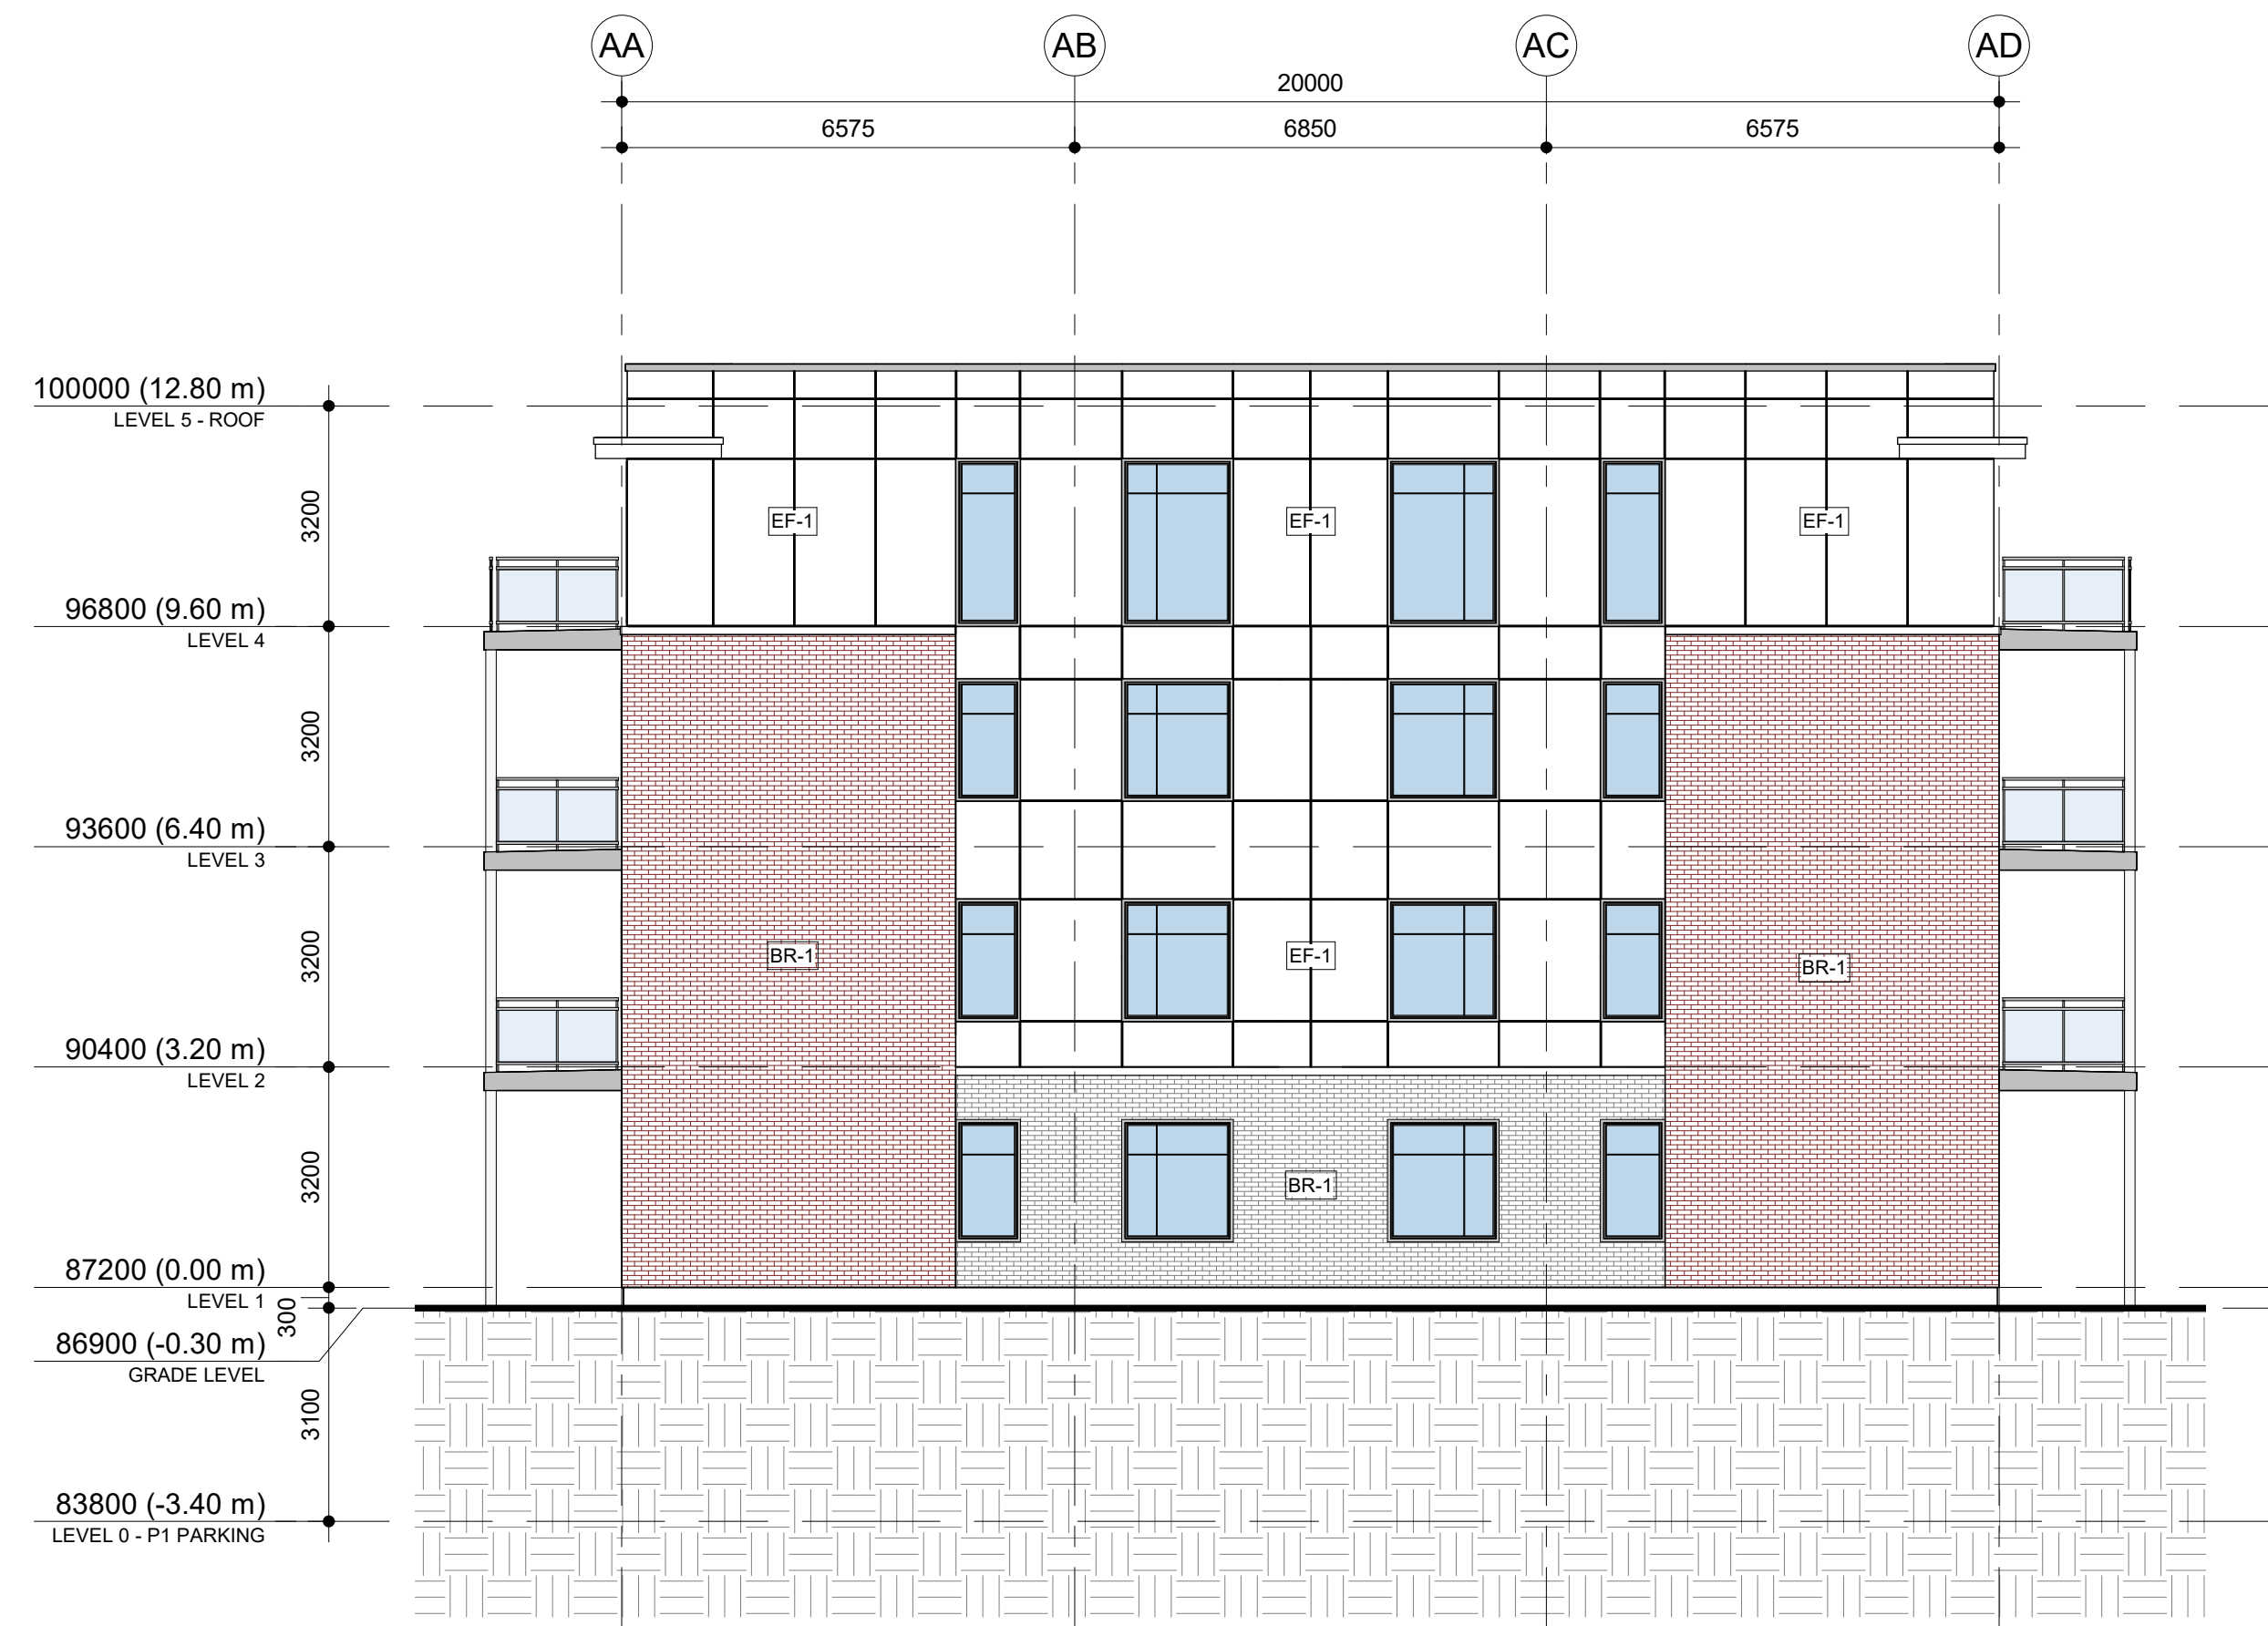 AA
AB
AC
AD
20000
6575
6850
6575
100000 (12.80 m)
LEVEL 5 - ROOF
3200
EF-1
EF-1
EF-1
96800 (9.60 m)
LEVEL 4
3200
93600 (6.40 m)
LEVEL 3
3200
BR-1
EF-1
BR-1
90400 (3.20 m)
LEVEL 2
3200
BR-1
87200 (0.00 m)
LEVEL 1
300
86900 (-0.30 m)
GRADE LEVEL
3100
83800 (-3.40 m)
LEVEL 0 - P1 PARKING